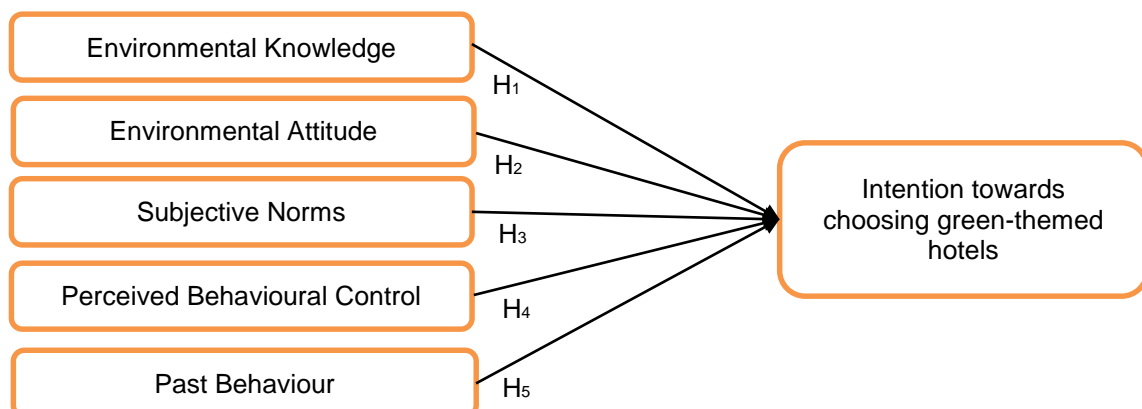 Environmental Knowledge
H1
Environmental Attitude
H2
Subjective Norms
H3
Perceived Behavioural Control
H4
Past Behaviour
H5
Intention towards
choosing green-themed
hotels